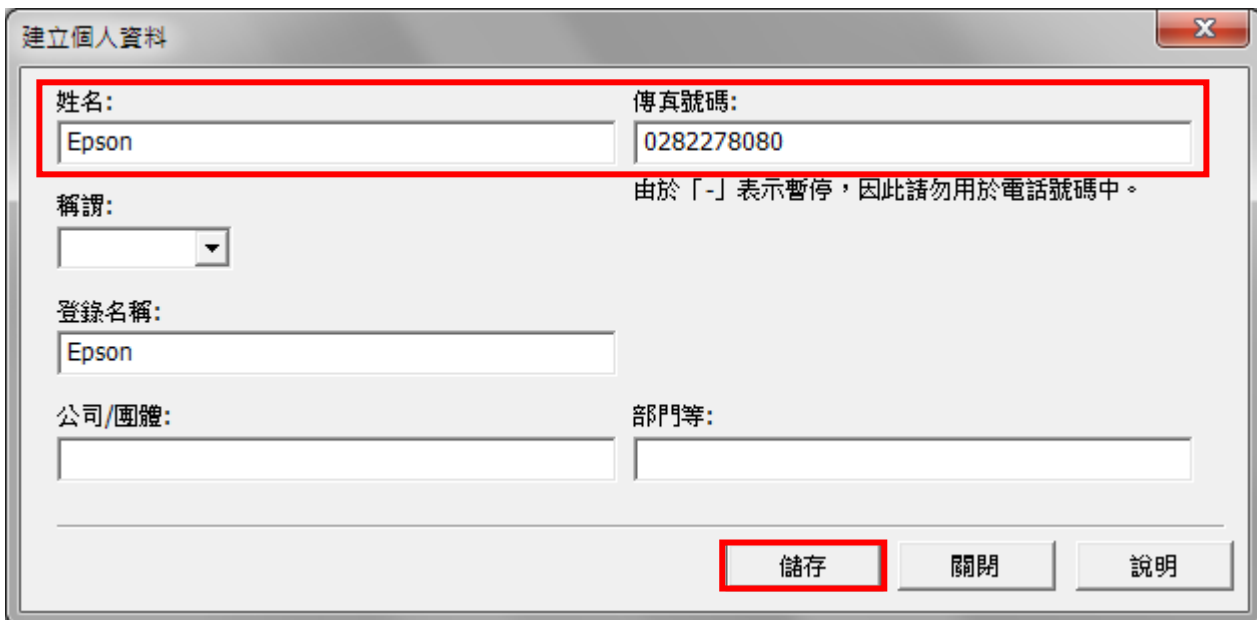 建立個人資料
姓名:
傳真號碼:
Epson
0282278080
由於「-」表示暫停，因此請勿用於電話號碼中。
稱謂:
登錄名稱:
Epson
公司/團體:
部門等:
儲存
關閉
說明